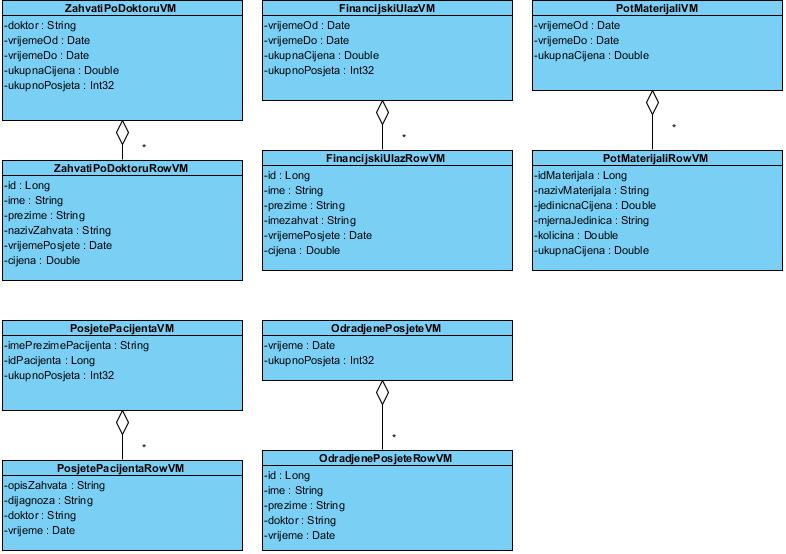 ZahvatiPoDoktoruVM
-doktor : String
-vrijemeOd : Date
-vrijemeDo : Date
-ukupnaCijena : Double
-ukupnoPosjeta : Int32
*
ZahvatiPoDoktoruRowVM
-id : Long
-ime : String
-prezime : String
-nazivZahvata : String
-vrijemePosjete : Date
-cijena : Double
FinancijskiUlazVM
-vrijemeOd : Date
-vrijemeDo : Date
-ukupnaCijena : Double
-ukupnoPosjeta : Int32
*
FinancijskiUlazRowVM
-id : Long
-ime : String
-prezime : String
-imezahvat : String
-vrijemePosjete : Date
-cijena : Double
PotMaterijaliVM
-vrijemeOd : Date
-vrijemeDo : Date
-ukupnaCijena : Double
*
PotMaterijaliRowVM
-idMaterijala : Long
-nazivMaterijala : String
-jedinicnaCijena : Double
-mjernaJedinica : String
-kolicina : Double
-ukupnaCijena : Double
PosjetePacijentaVM
-imePrezimePacijenta : String
-idPacijenta : Long
-ukupnoPosjeta : Int32
*
PosjetePacijentaRowVM
-opisZahvata : String
-dijagnoza : String
-doktor : String
-vrijeme : Date
OdradjenePosjeteVM
-vrijeme : Date
-ukupnoPosjeta : Int32
*
OdradjenePosjeteRowVM
-id : Long
-ime : String
-prezime : String
-doktor : String
-vrijeme : Date